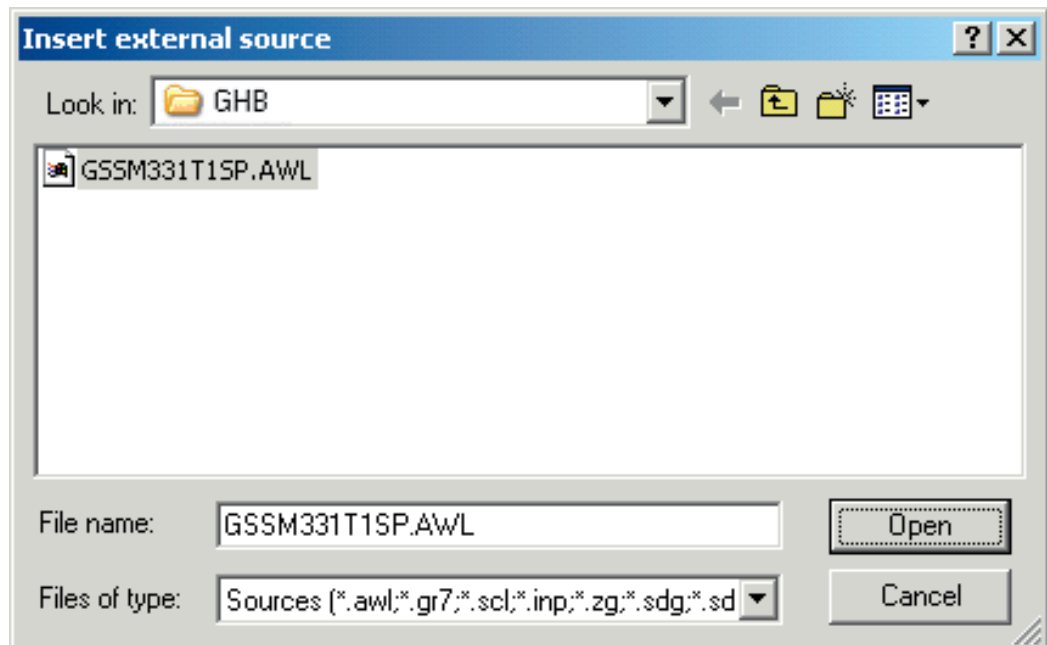 Insert external source
Look in: GHB
GSSM331T1SP.AWL
File name: GSSM331T1SP.AWL
Open
Files of type: Sources (*.awl;*.gr7;*.scl;*.inp;*.zg;*.sdg;*.sd
Cancel